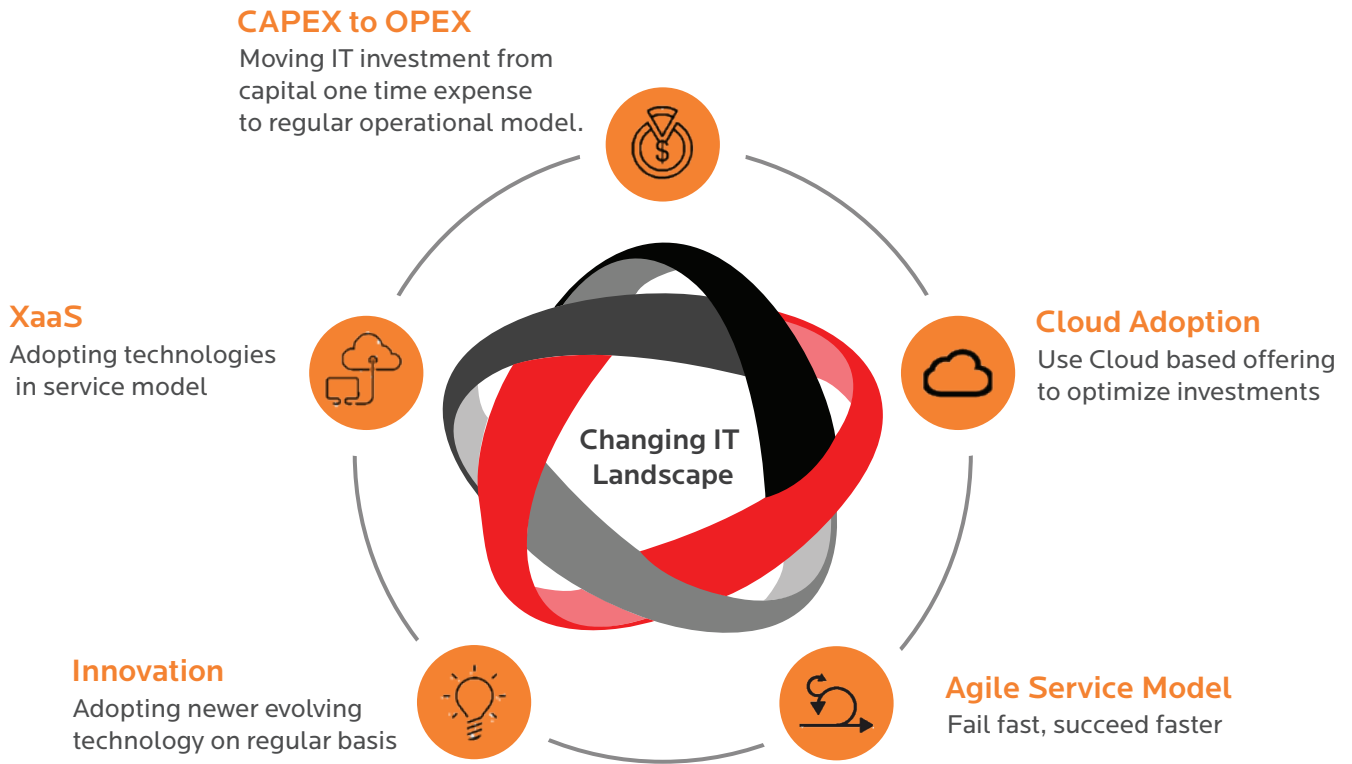 CAPEX to OPEX
Moving IT investment from
capital one time expense
to regular operational model.
$
XaaS
Adopting technologies
in service model
Cloud Adoption
Use Cloud based offering
to optimize investments
Changing IT
Landscape
Innovation
Adopting newer evolving
technology on regular basis
Agile Service Model
Fail fast, succeed faster